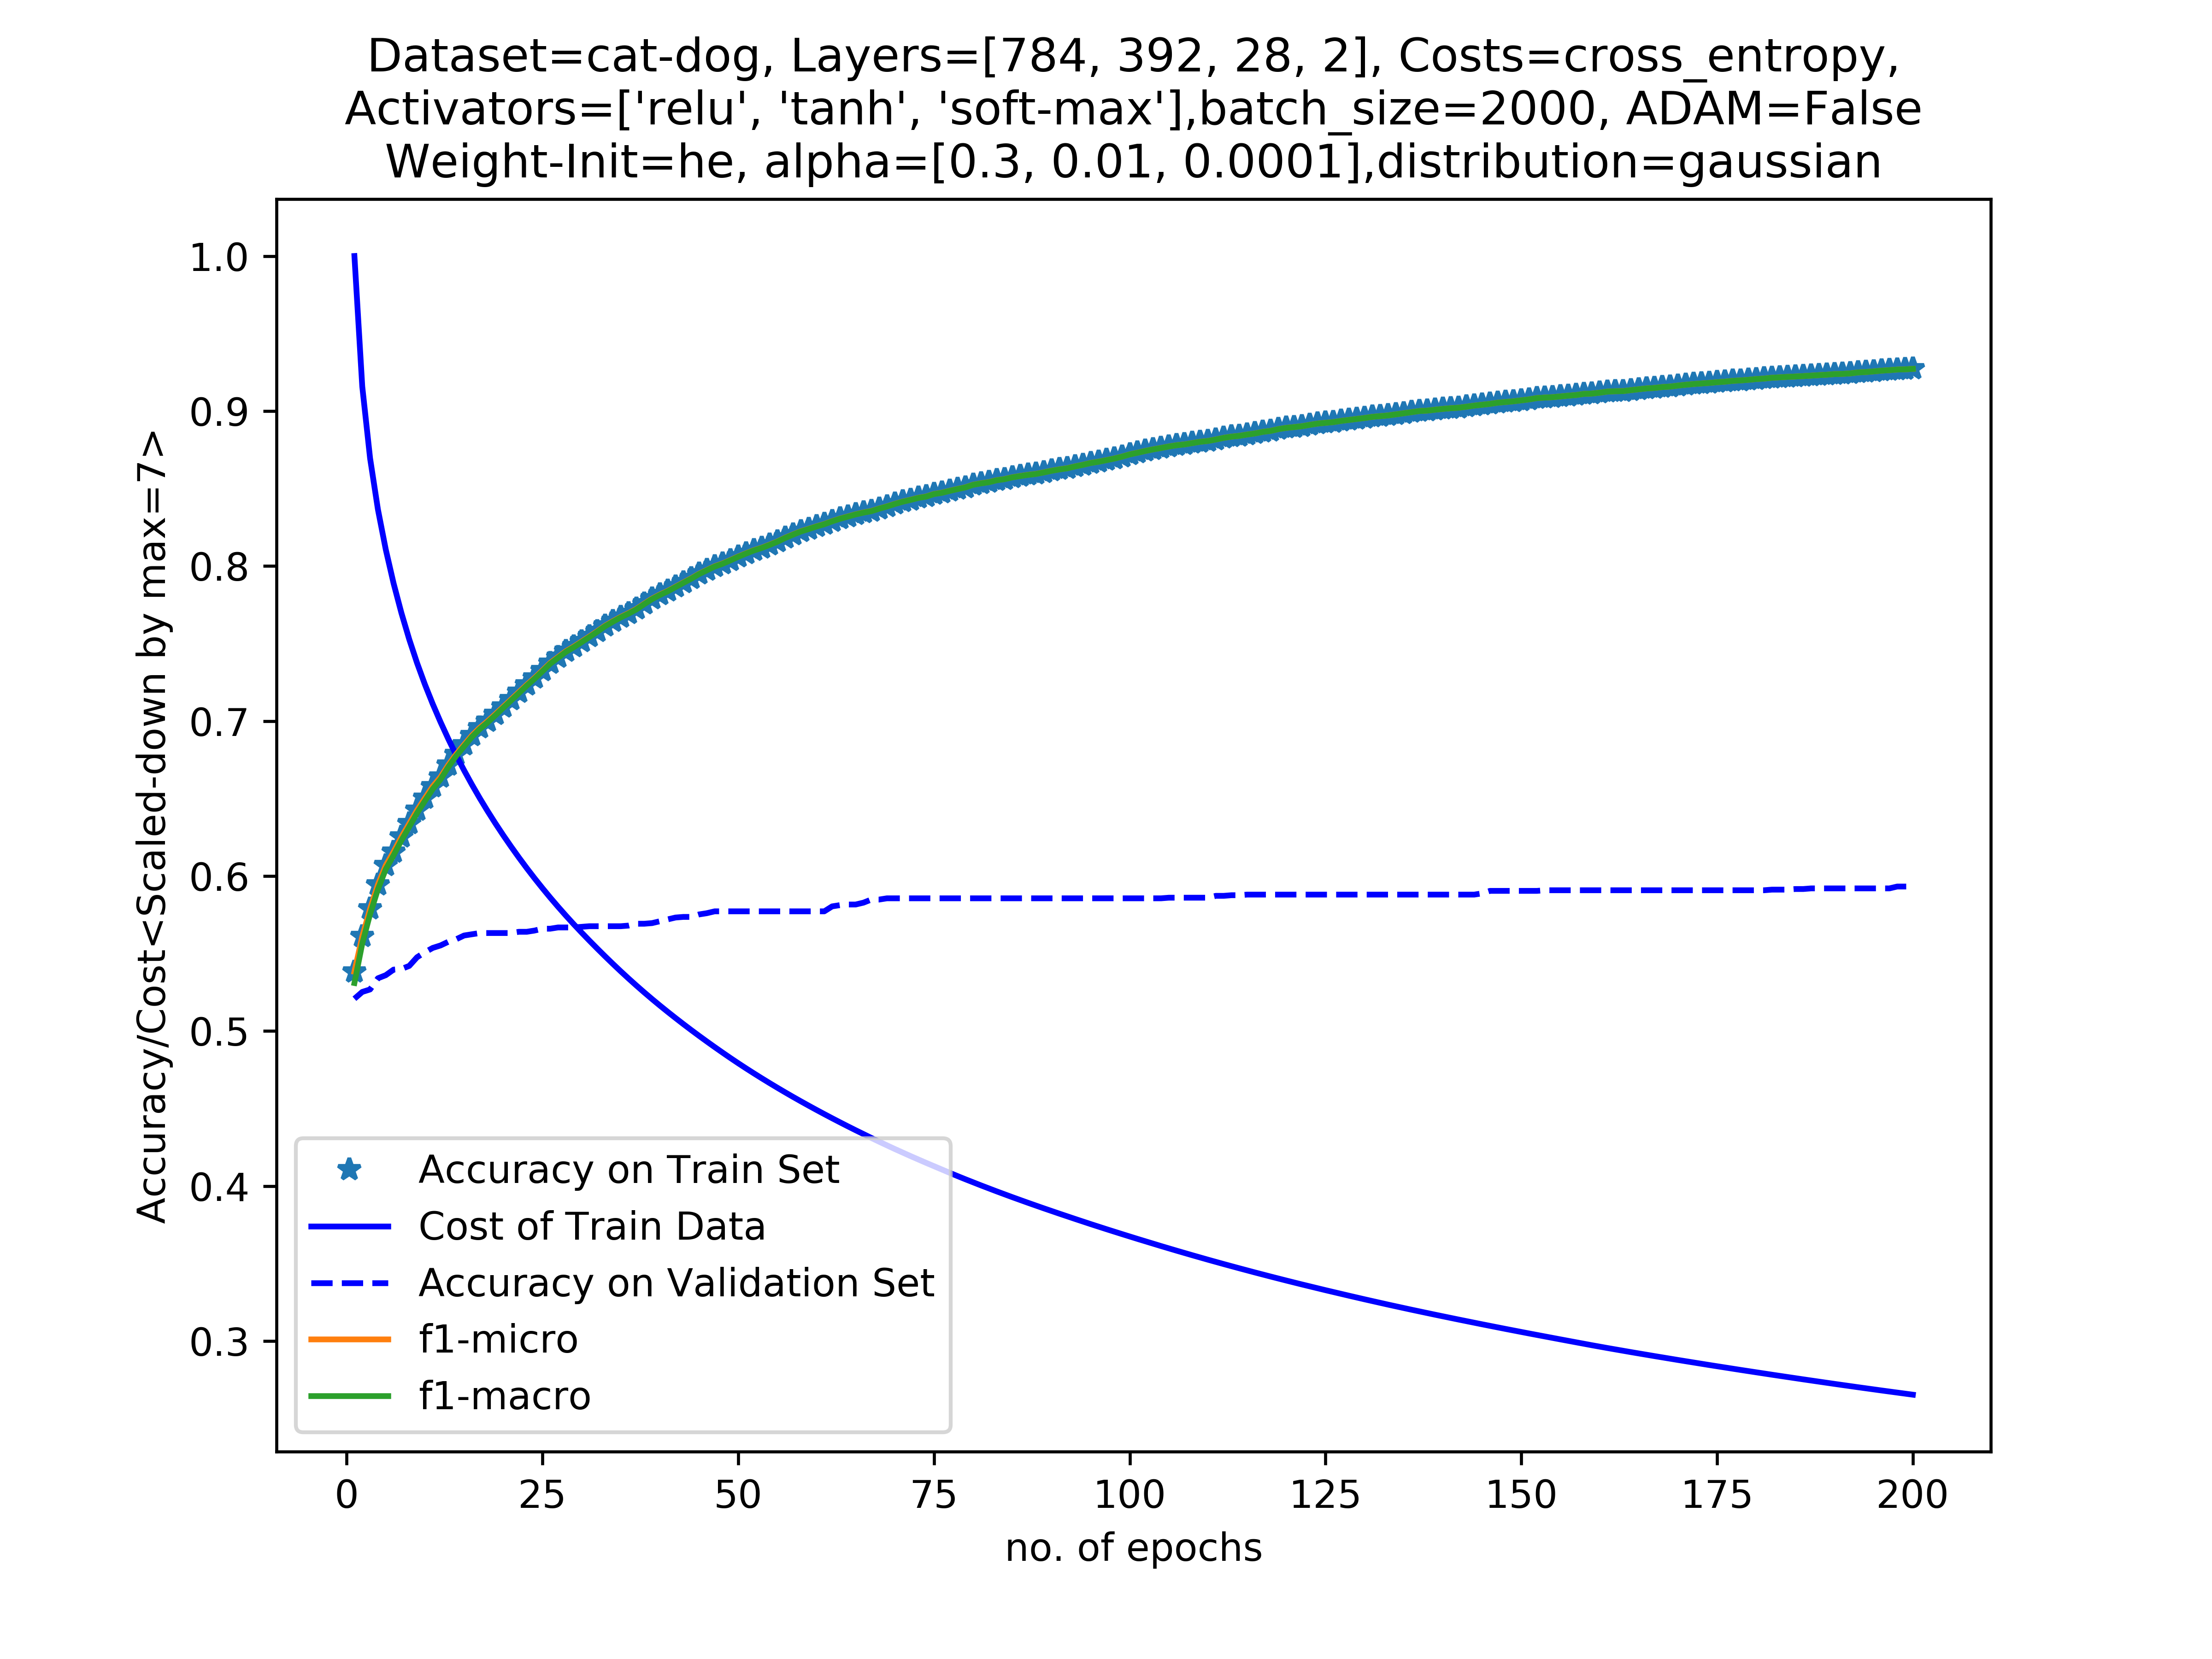 Dataset=cat-dog, Layers=[784, 392, 28, 2], Costs=cross_entropy,
Activators=['relu', 'tanh', 'soft-max'],batch_size=2000, ADAM=False
Weight-Init=he, alpha=[0.3, 0.01, 0.0001],distribution=gaussian
Accuracy/Cost<Scaled-down by max=7>
1.0
0.9
0.8
0.7
0.6
0.5
0.4
0.3
Accuracy on Train Set
Cost of Train Data
Accuracy on Validation Set
f1-micro
f1-macro
0 25 50 75 100 125 150 175 200
no. of epochs